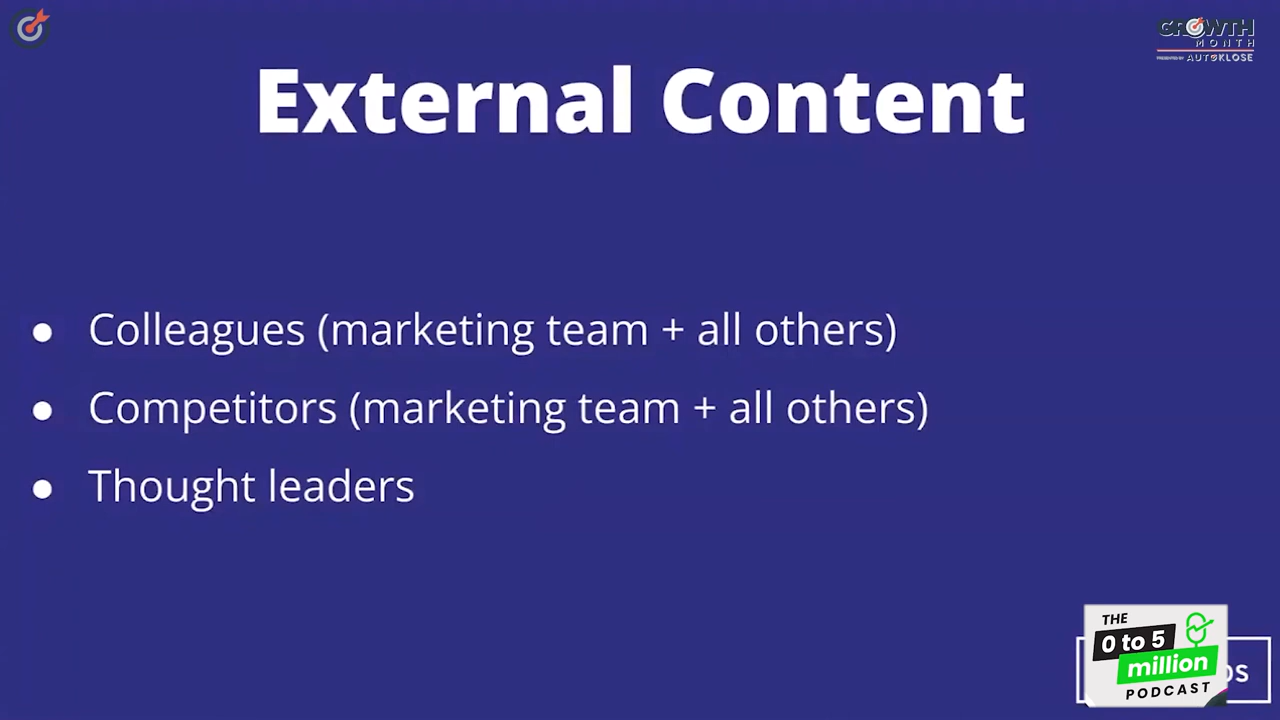 GROWTH
MONTH
PRESENTED BY AUTOKLOSE
External Content
● Colleagues (marketing team + all others)
● Competitors (marketing team + all others)
● Thought leaders
THE
0 to 5
million
PODCAST